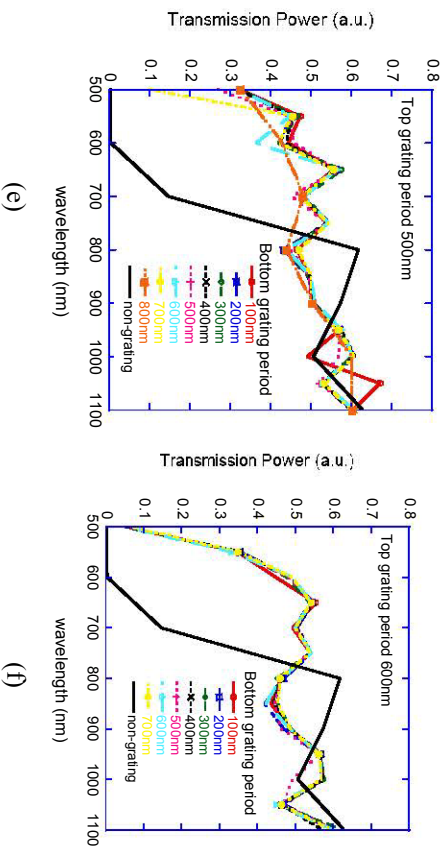 Transmission Power (a.u.)
0.8
0.7
0.6
0.5
0.4
0.3
0.2
0.1
0
Top grating period 500nm
Bottom grating period
100nm
200nm
300nm
400nm
500nm
600nm
700nm
800nm
non-grating
500 600 700 800 900 1000 1100
wavelength (nm)
(e)
Transmission Power (a.u.)
0.8
0.7
0.6
0.5
0.4
0.3
0.2
0.1
0
Top grating period 600nm
Bottom grating period
100nm
200nm
300nm
400nm
500nm
600nm
700nm
non-grating
500 600 700 800 900 1000 1100
wavelength (nm)
(f)